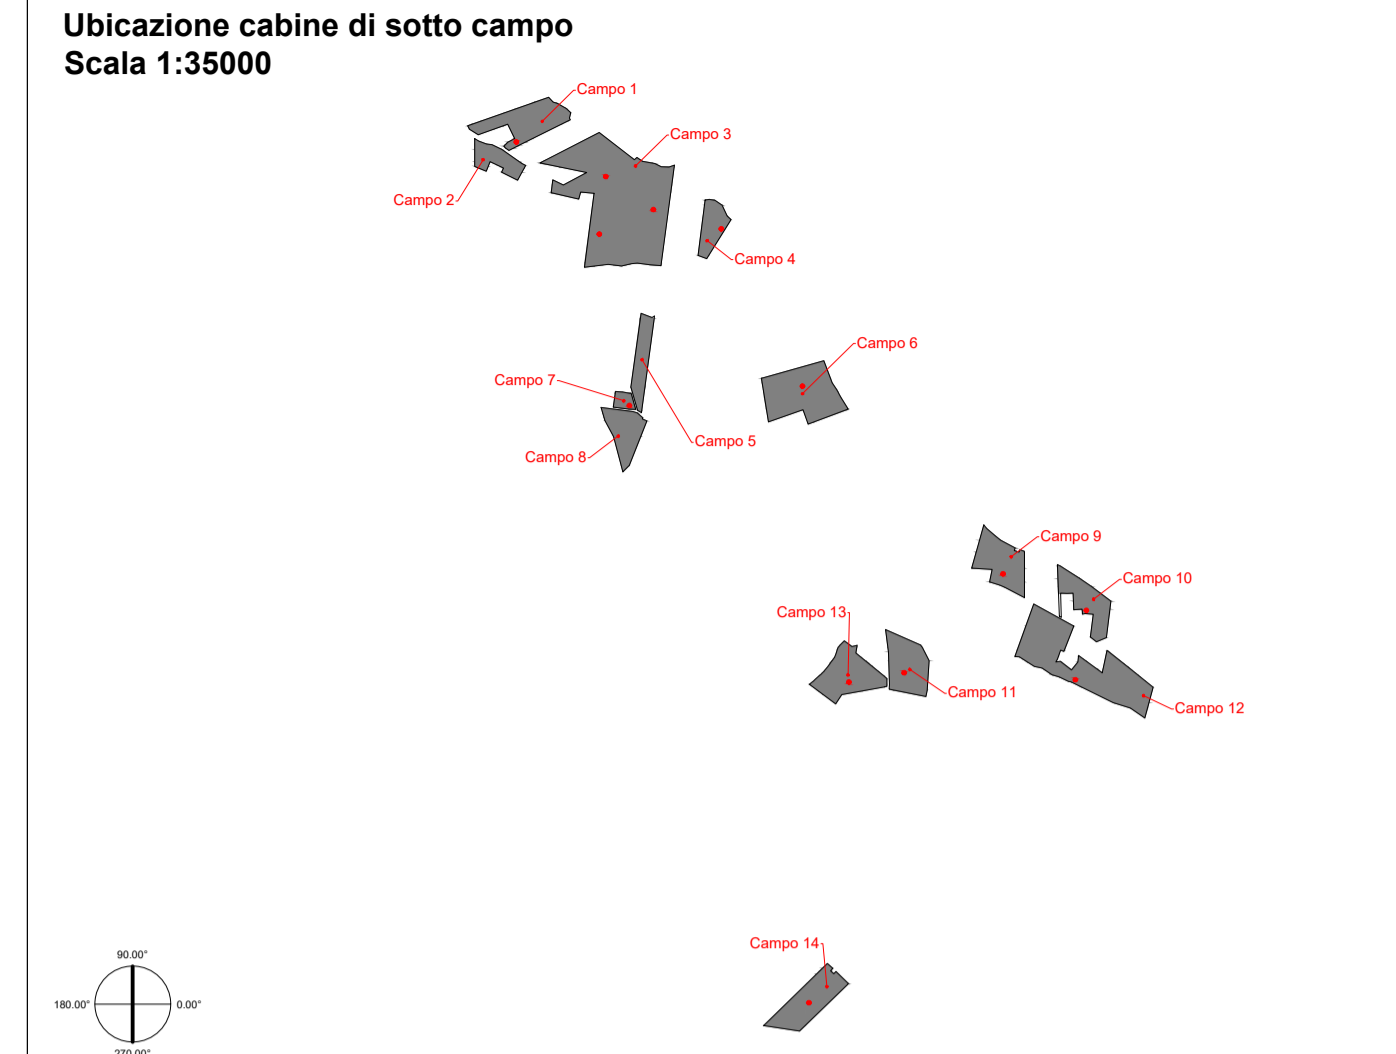 Ubicazione cabine di sotto campo
Scala 1:35000
Campo 1
Campo 3
Campo 2
Campo 4
Campo 6
Campo 7
Campo 5
Campo 8
Campo 9
Campo 10
Campo 13
Campo 11
Campo 12
Campo 14
90.00°
180.00°
0.00°
270.00°